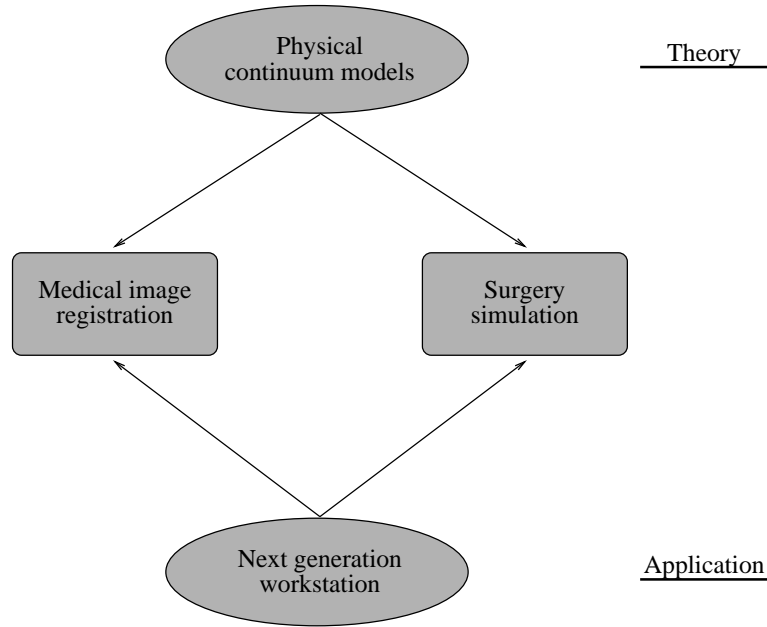 Physical
continuum models
Theory
Medical image
registration
Surgery
simulation
Next generation
workstation
Application